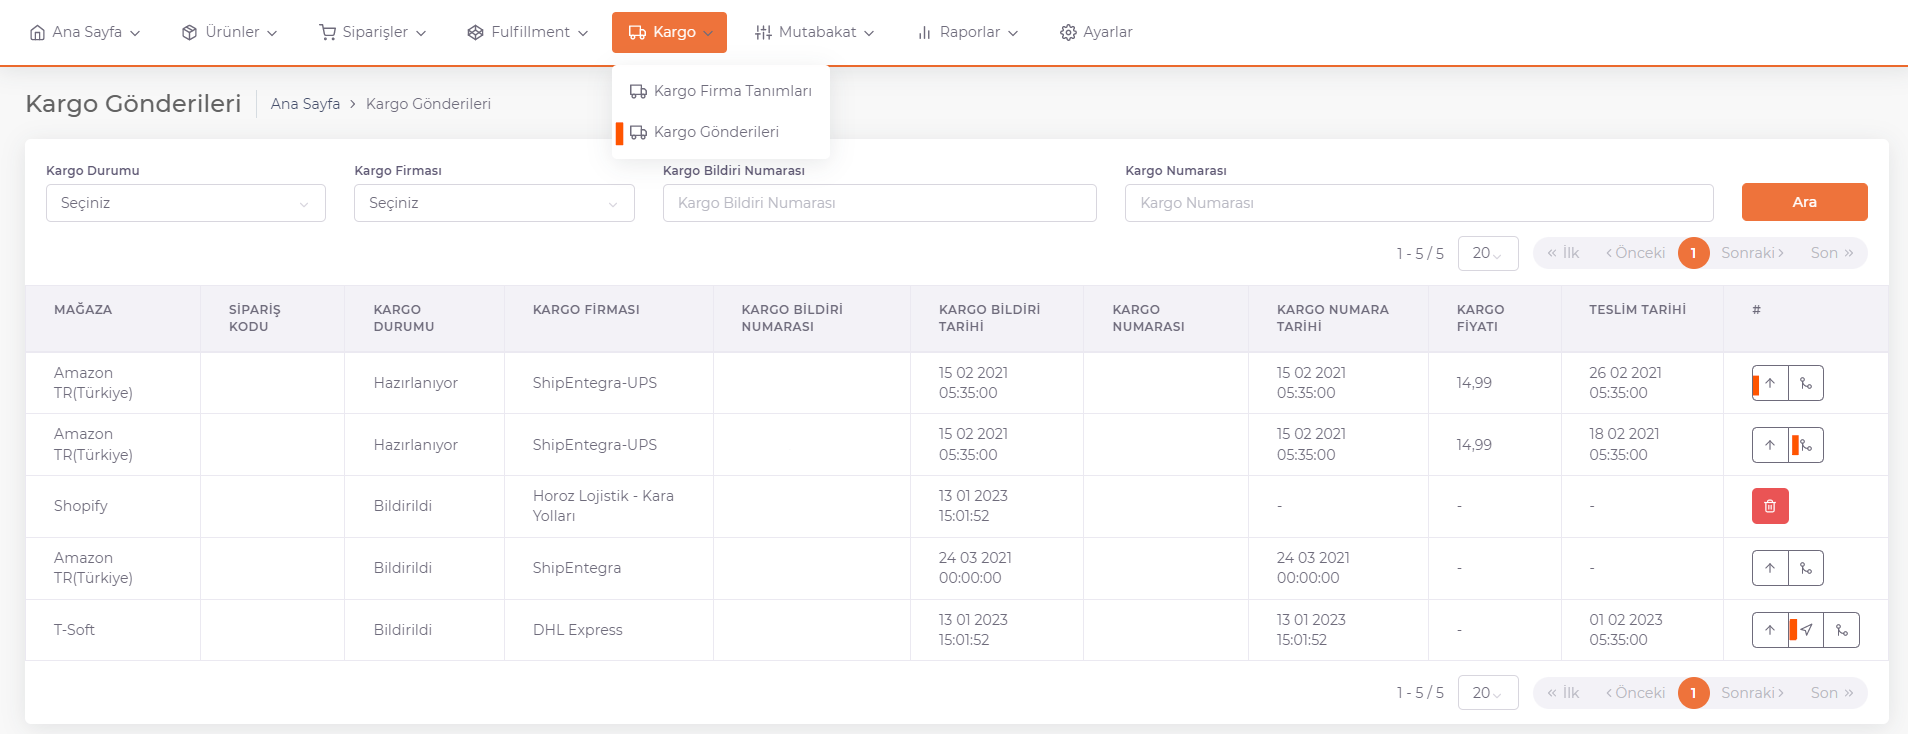 Ana Sayfa
Ürünler
Siparişler
Fulfillment
Kargo
Mutabakat
Raporlar
Ayarlar
Kargo Firma Tanımları
Kargo Gönderileri
Kargo Gönderileri
Ana Sayfa > Kargo Gönderileri
Kargo Durumu
Kargo Firması
Kargo Bildiri Numarası
Kargo Numarası
Seçiniz
Seçiniz
Kargo Bildiri Numarası
Kargo Numarası
Ara
1 - 5 / 5
20
« İlk
‹ Önceki
1
Sonraki ›
Son »
MAĞAZA
SİPARİŞ
KODU
KARGO
DURUMU
KARGO FİRMASI
KARGO BİLDİRİ
NUMARASI
KARGO BİLDİRİ
TARİHİ
KARGO
NUMARASI
KARGO NUMARA
TARİHİ
KARGO
FİYATI
TESLİM TARİHİ
#
Amazon
TR(Türkiye)
Hazırlanıyor
ShipEntegra-UPS
15 02 2021
05:35:00
15 02 2021
05:35:00
14,99
26 02 2021
05:35:00
Amazon
TR(Türkiye)
Hazırlanıyor
ShipEntegra-UPS
15 02 2021
05:35:00
15 02 2021
05:35:00
14,99
18 02 2021
05:35:00
Shopify
Bildirildi
Horoz Lojistik - Kara
Yolları
13 01 2023
15:01:52
-
-
-
Amazon
TR(Türkiye)
Bildirildi
ShipEntegra
24 03 2021
00:00:00
24 03 2021
00:00:00
-
-
T-Soft
Bildirildi
DHL Express
13 01 2023
15:01:52
13 01 2023
15:01:52
-
01 02 2023
05:35:00
1 - 5 / 5
20
« İlk
‹ Önceki
1
Sonraki ›
Son »